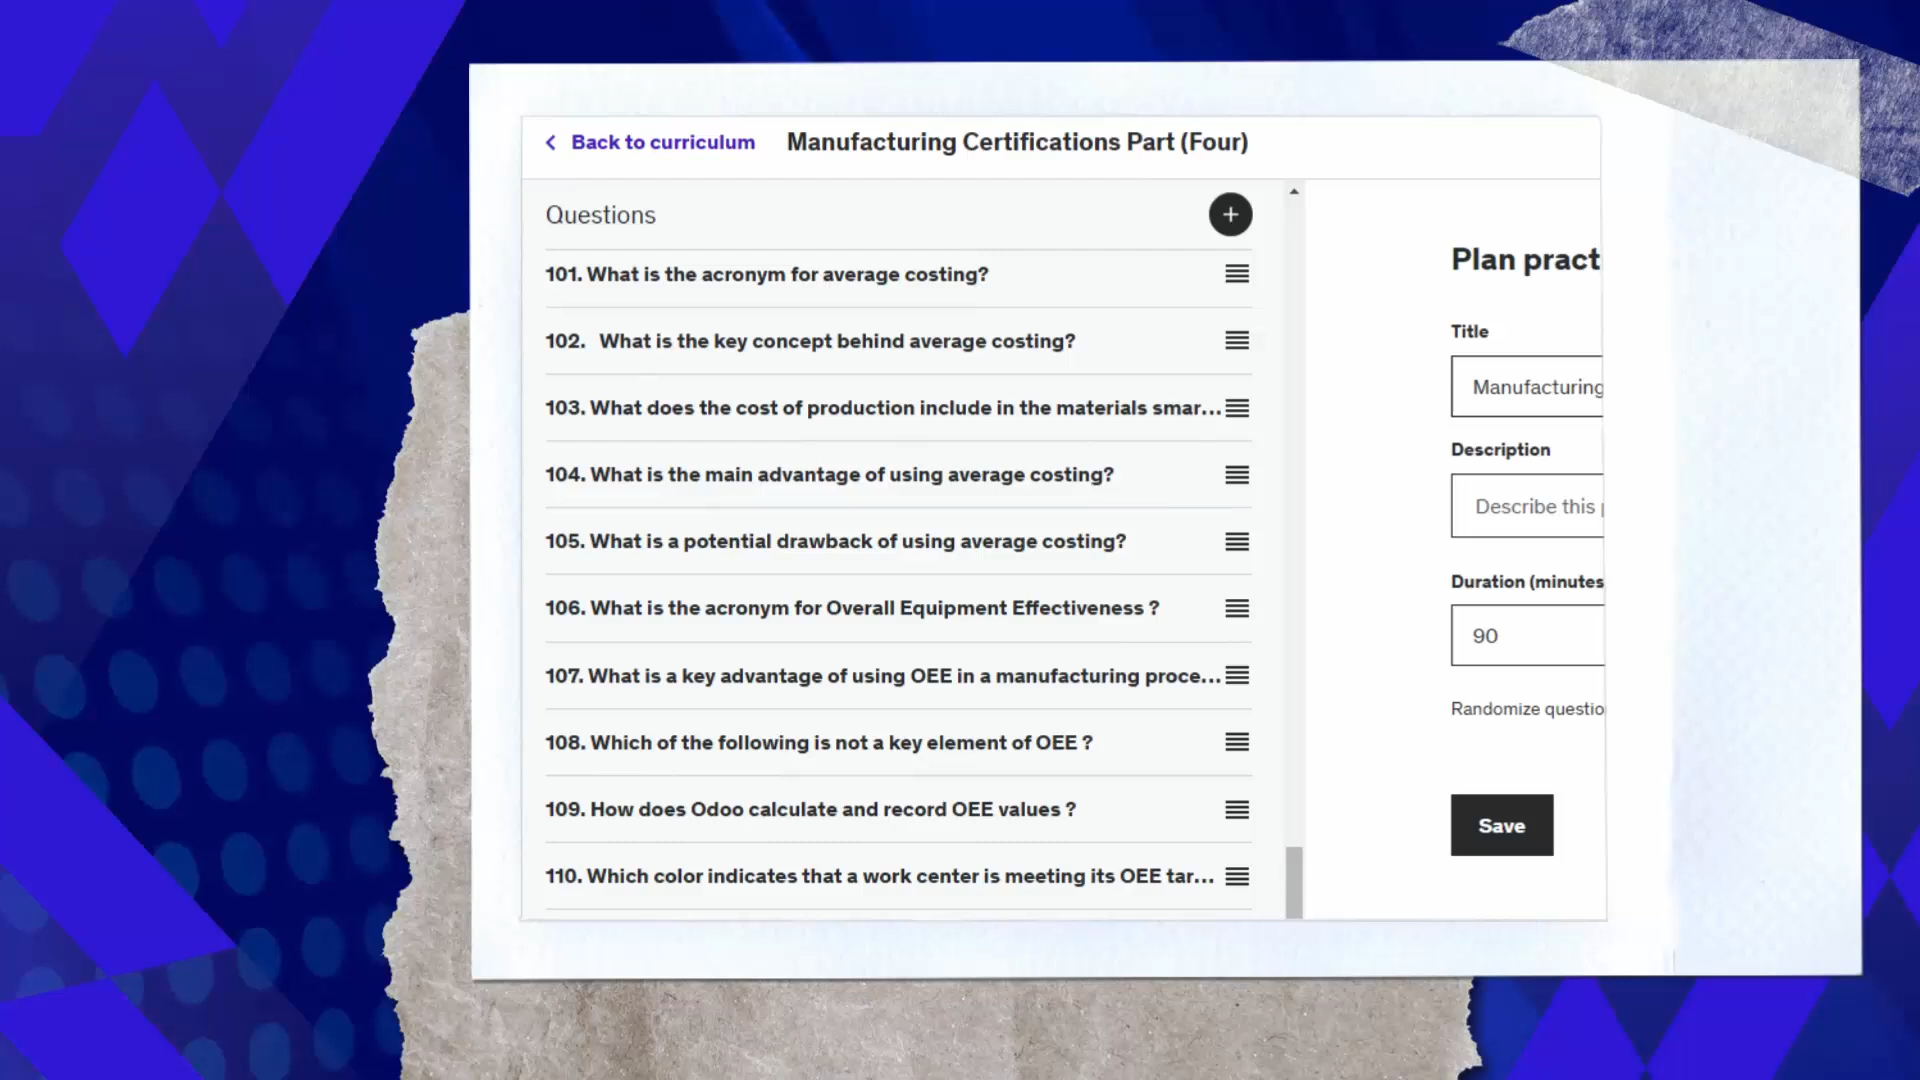 Back to curriculum
Manufacturing Certifications Part (Four)
Questions
101. What is the acronym for average costing?
102. What is the key concept behind average costing?
103. What does the cost of production include in the materials smar...
104. What is the main advantage of using average costing?
105. What is a potential drawback of using average costing?
106. What is the acronym for Overall Equipment Effectiveness ?
107. What is a key advantage of using OEE in a manufacturing proce...
108. Which of the following is not a key element of OEE ?
109. How does Odoo calculate and record OEE values ?
110. Which color indicates that a work center is meeting its OEE tar...
Plan pract
Title
Manufacturing
Description
Describe this
Duration (minutes
90
Randomize questio
Save